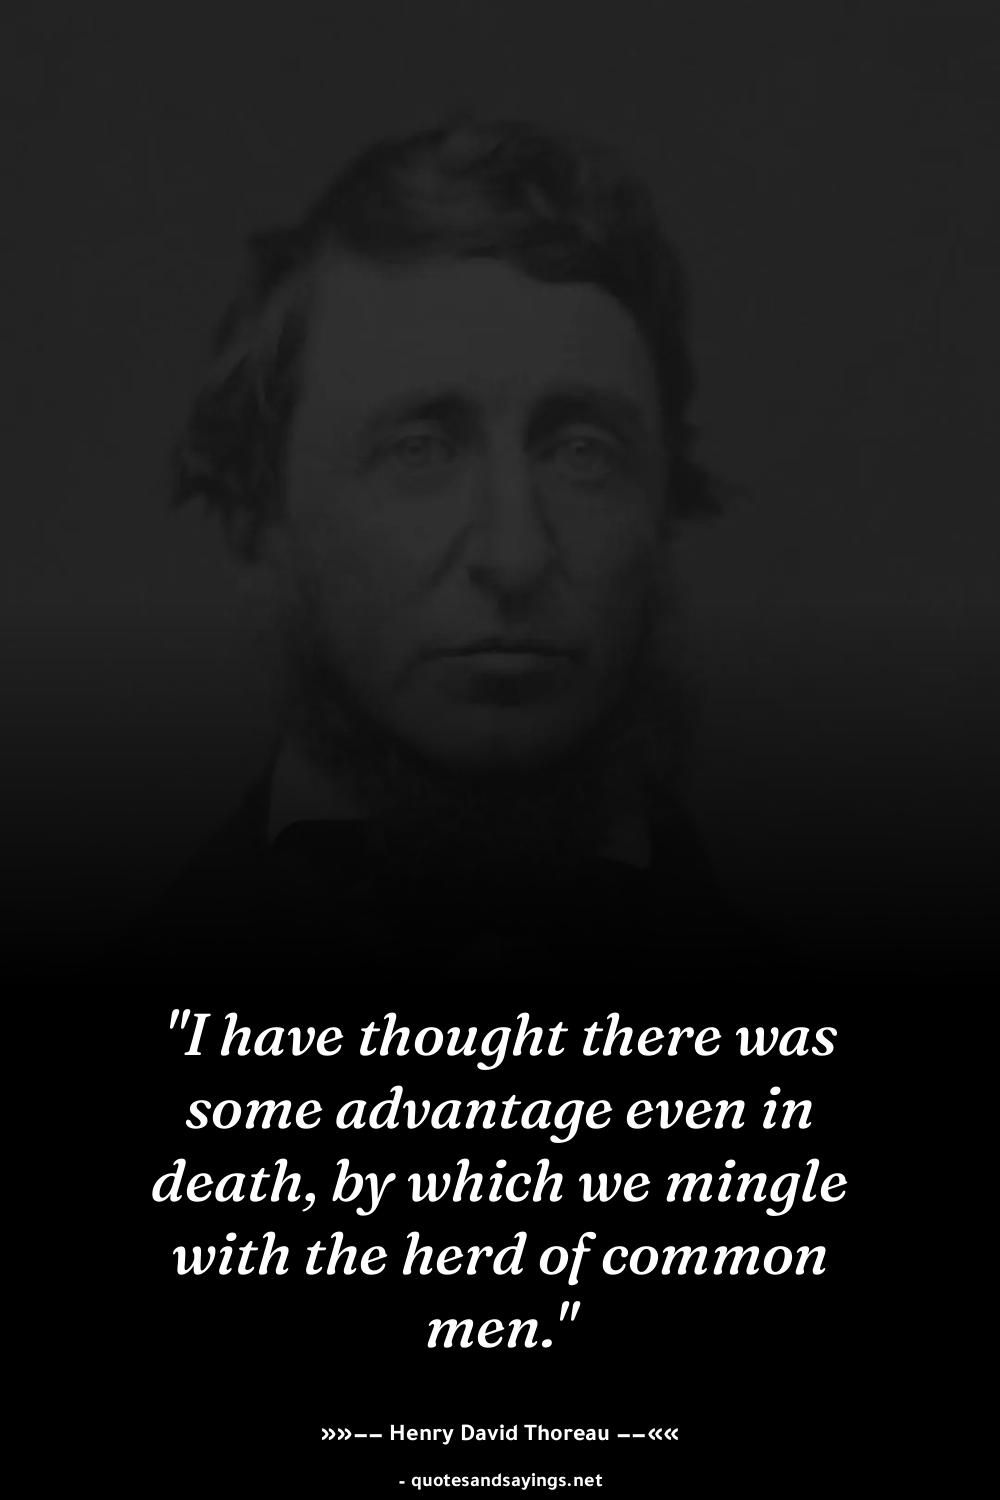 "I have thought there was
some advantage even in
death, by which we mingle
with the herd of common
men."
»»–– Henry David Thoreau ––««
- quotesandsayings.net